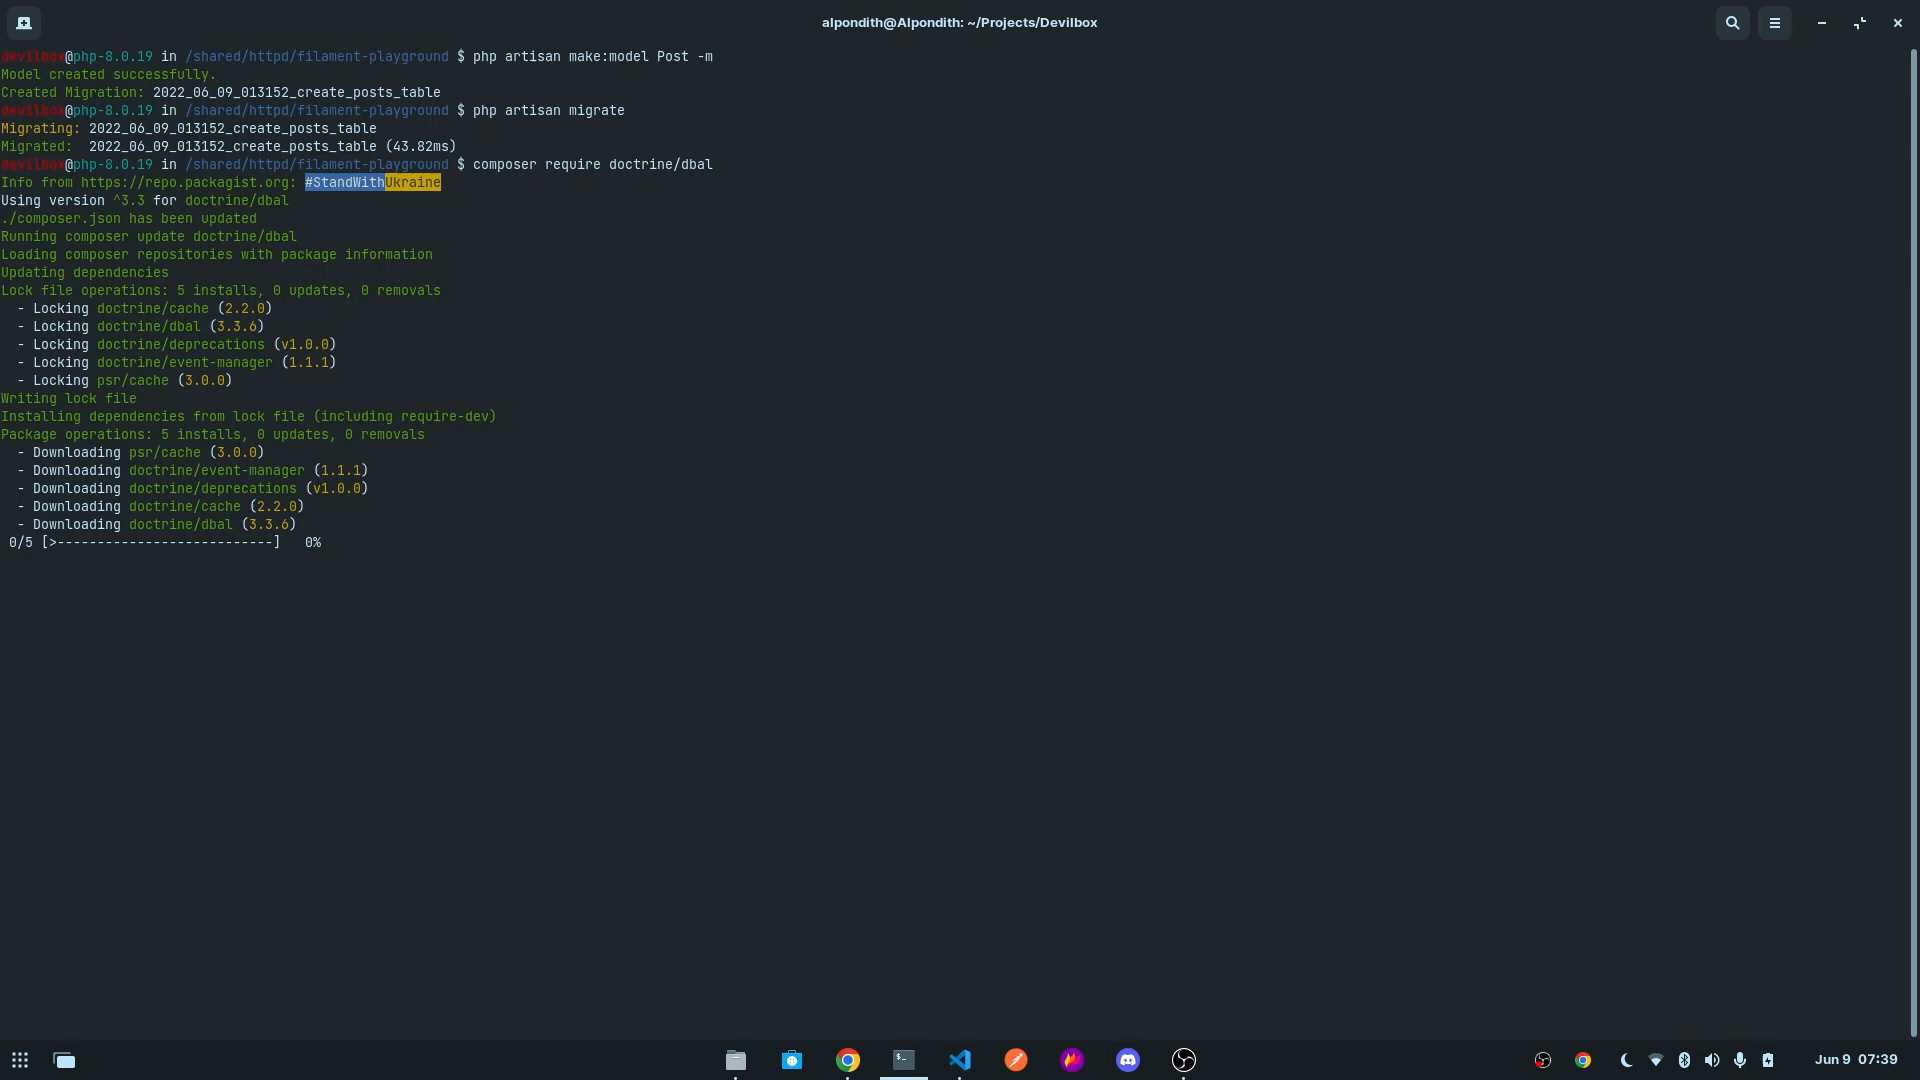 alpondith@Alpondith: ~/Projects/Devilbox
devilbox@php-8.0.19 in /shared/httpd/filament-playground $ php artisan make:model Post -m
Model created successfully.
Created Migration: 2022_06_09_013152_create_posts_table
devilbox@php-8.0.19 in /shared/httpd/filament-playground $ php artisan migrate
Migrating: 2022_06_09_013152_create_posts_table
Migrated:  2022_06_09_013152_create_posts_table (43.82ms)
devilbox@php-8.0.19 in /shared/httpd/filament-playground $ composer require doctrine/dbal
Info from https://repo.packagist.org: #StandWithUkraine
Using version ^3.3 for doctrine/dbal
./composer.json has been updated
Running composer update doctrine/dbal
Loading composer repositories with package information
Updating dependencies
Lock file operations: 5 installs, 0 updates, 0 removals
  - Locking doctrine/cache (2.2.0)
  - Locking doctrine/dbal (3.3.6)
  - Locking doctrine/deprecations (v1.0.0)
  - Locking doctrine/event-manager (1.1.1)
  - Locking psr/cache (3.0.0)
Writing lock file
Installing dependencies from lock file (including require-dev)
Package operations: 5 installs, 0 updates, 0 removals
  - Downloading psr/cache (3.0.0)
  - Downloading doctrine/event-manager (1.1.1)
  - Downloading doctrine/deprecations (v1.0.0)
  - Downloading doctrine/cache (2.2.0)
  - Downloading doctrine/dbal (3.3.6)
 0/5 [>---------------------------]   0%
Jun 9 07:39